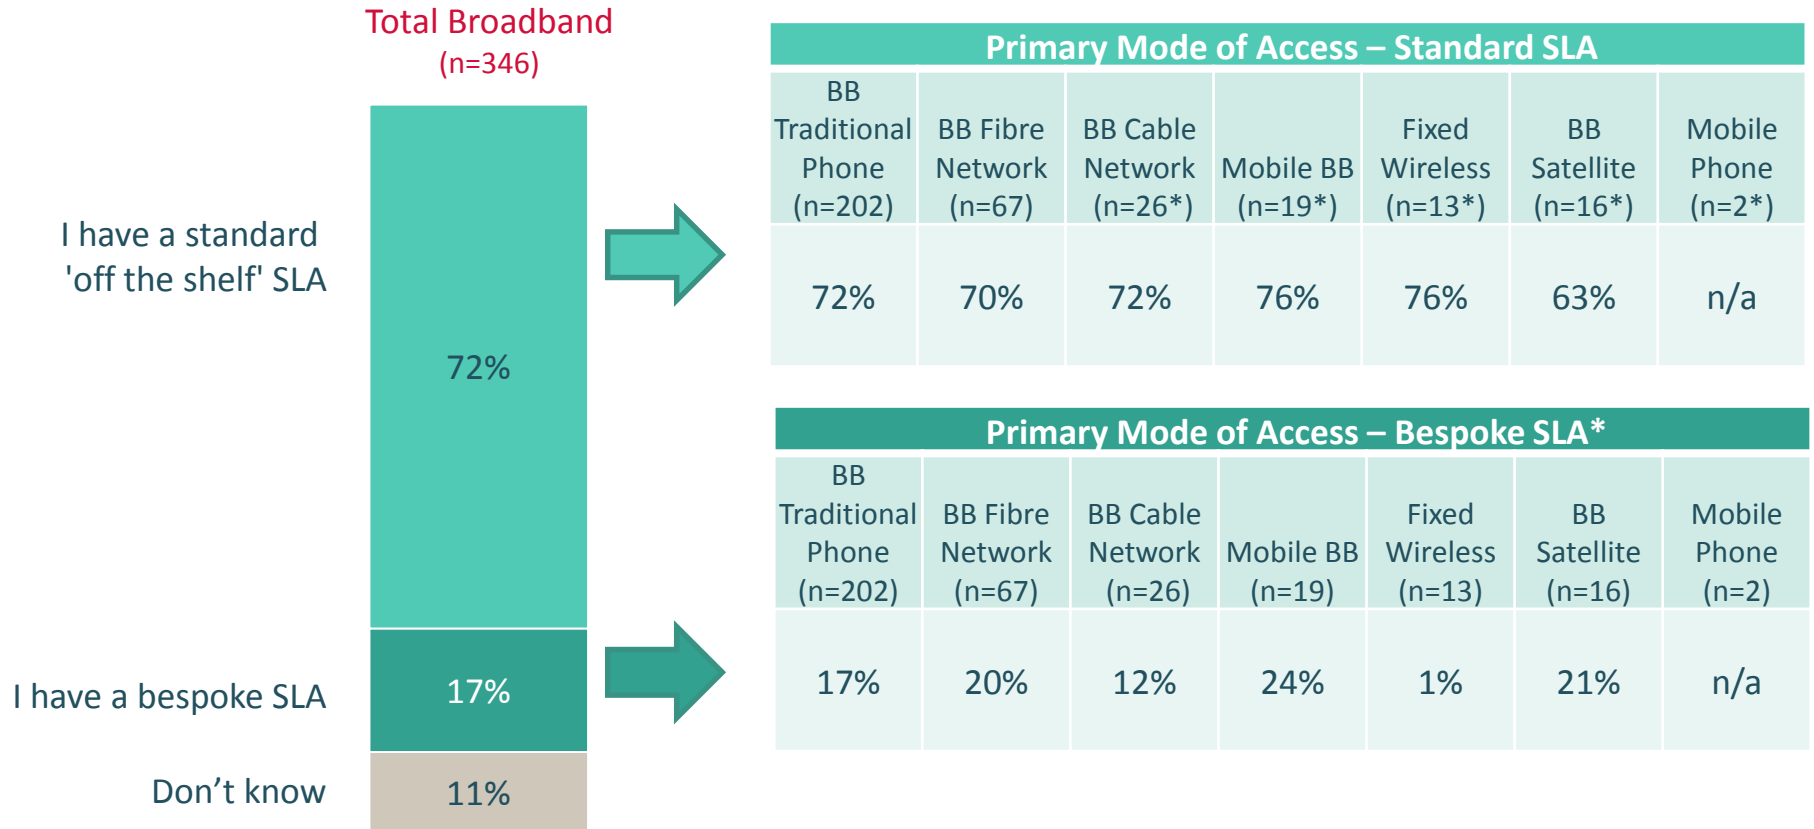 Total Broadband
(n=346)
I have a standard
'off the shelf' SLA
72%
I have a bespoke SLA
17%
Don’t know
11%
Primary Mode of Access – Standard SLA
BB Traditional Phone (n=202)
BB Fibre Network (n=67)
BB Cable Network (n=26*)
Mobile BB (n=19*)
Fixed Wireless (n=13*)
BB Satellite (n=16*)
Mobile Phone (n=2*)
72% 70% 72% 76% 76% 63% n/a
Primary Mode of Access – Bespoke SLA*
BB Traditional Phone (n=202)
BB Fibre Network (n=67)
BB Cable Network (n=26)
Mobile BB (n=19)
Fixed Wireless (n=13)
BB Satellite (n=16)
Mobile Phone (n=2)
17% 20% 12% 24% 1% 21% n/a